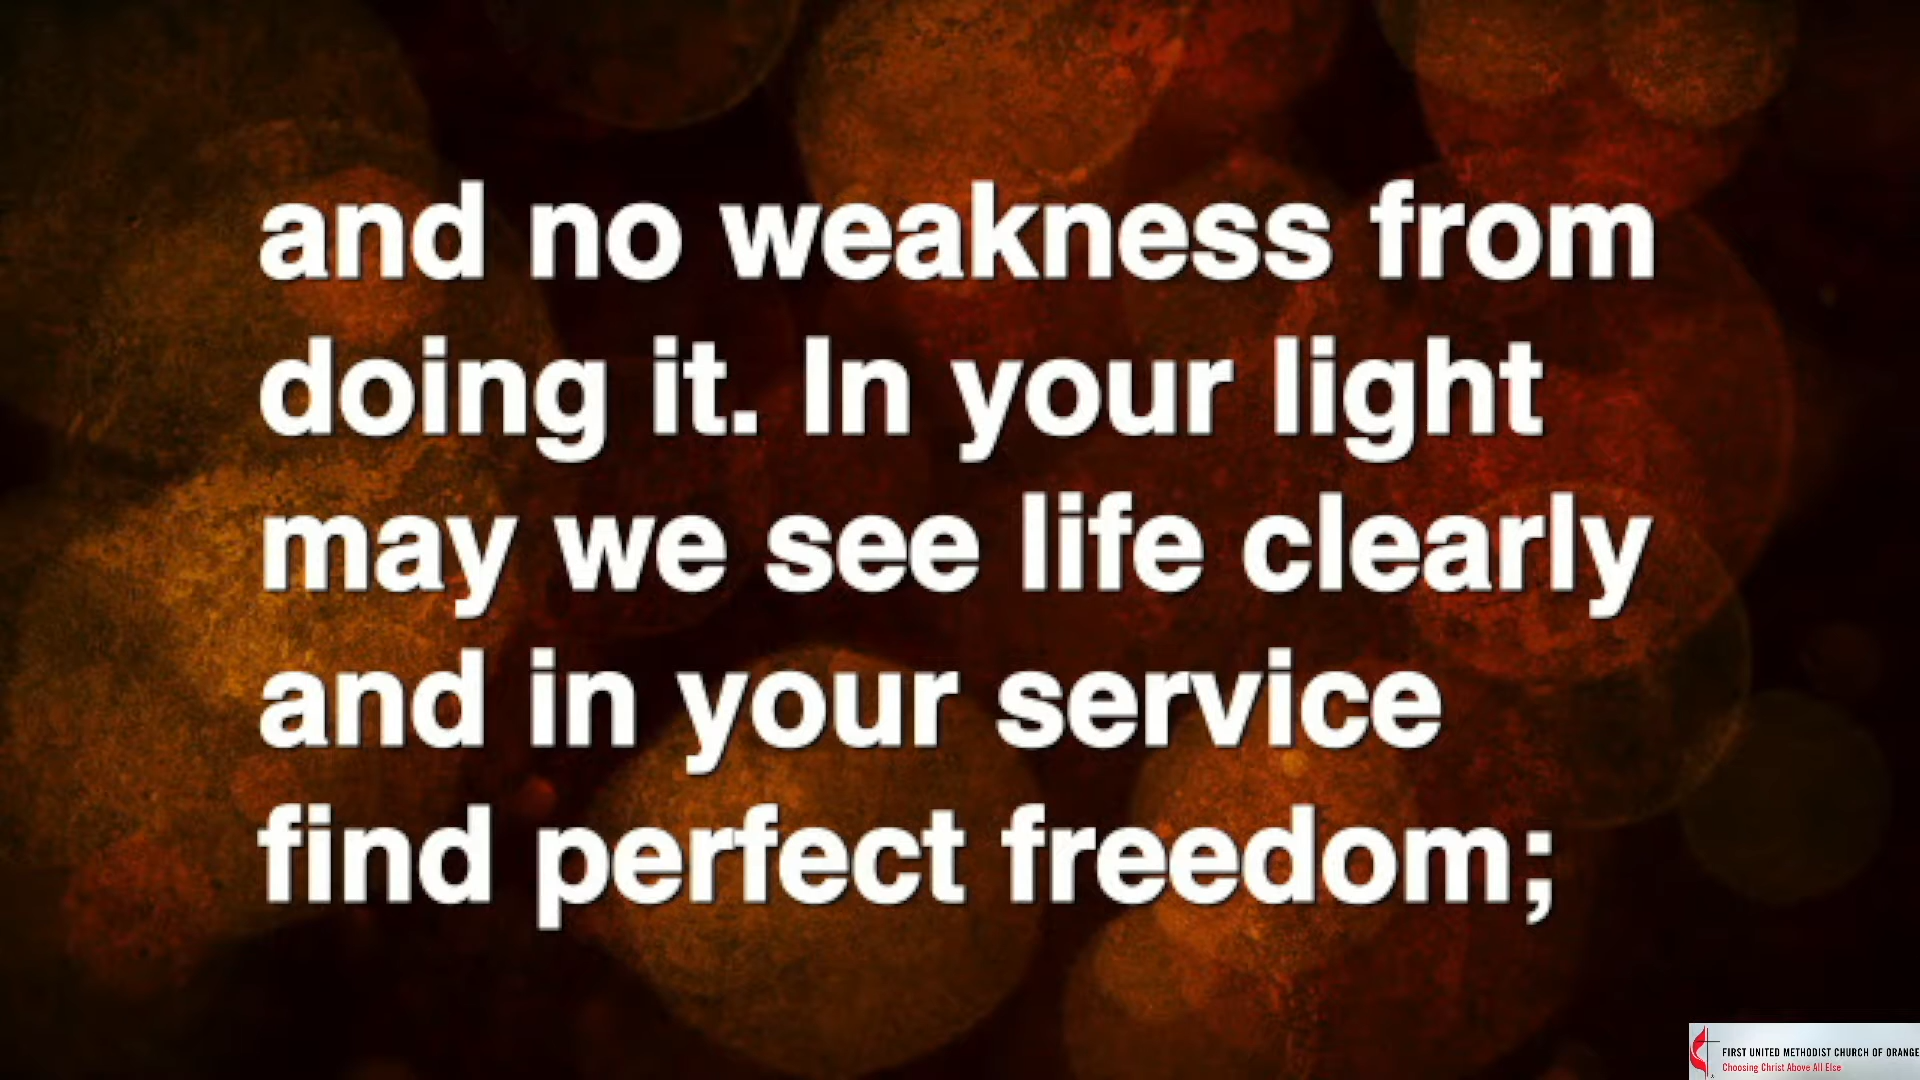 and no weakness from
doing it. In your light
may we see life clearly
and in your service
find perfect freedom;
FIRST UNITED METHODIST CHURCH OF ORANGE
Choosing Christ Above All Else